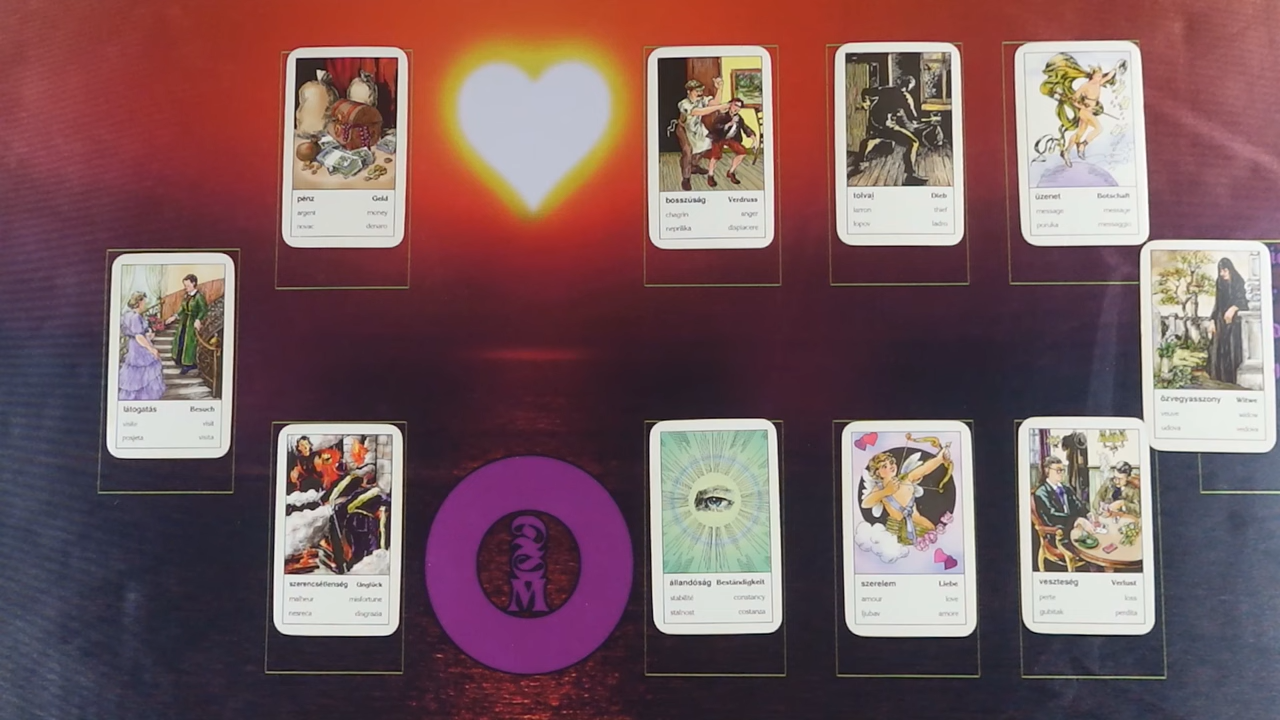 pénz Geld
argent money
novac denaro
bosszúság Verdruss
chagrin anger
neprilika dispiacere
tolvaj Dieb
larron thief
lopov ladro
üzenet Botschaft
message message
poruka messaggio
látogatás Besuch
visite visit
posjeta visita
özvegyasszony Witwe
veuve widow
udova vedova
szerencsétlenség Unglück
malheur misfortune
nesreća disgrazia
állandóság Beständigkeit
stabilité constancy
stalnost costanza
szerelem Liebe
amour love
ljubav amore
veszteség Verlust
perte loss
gubitak perdita